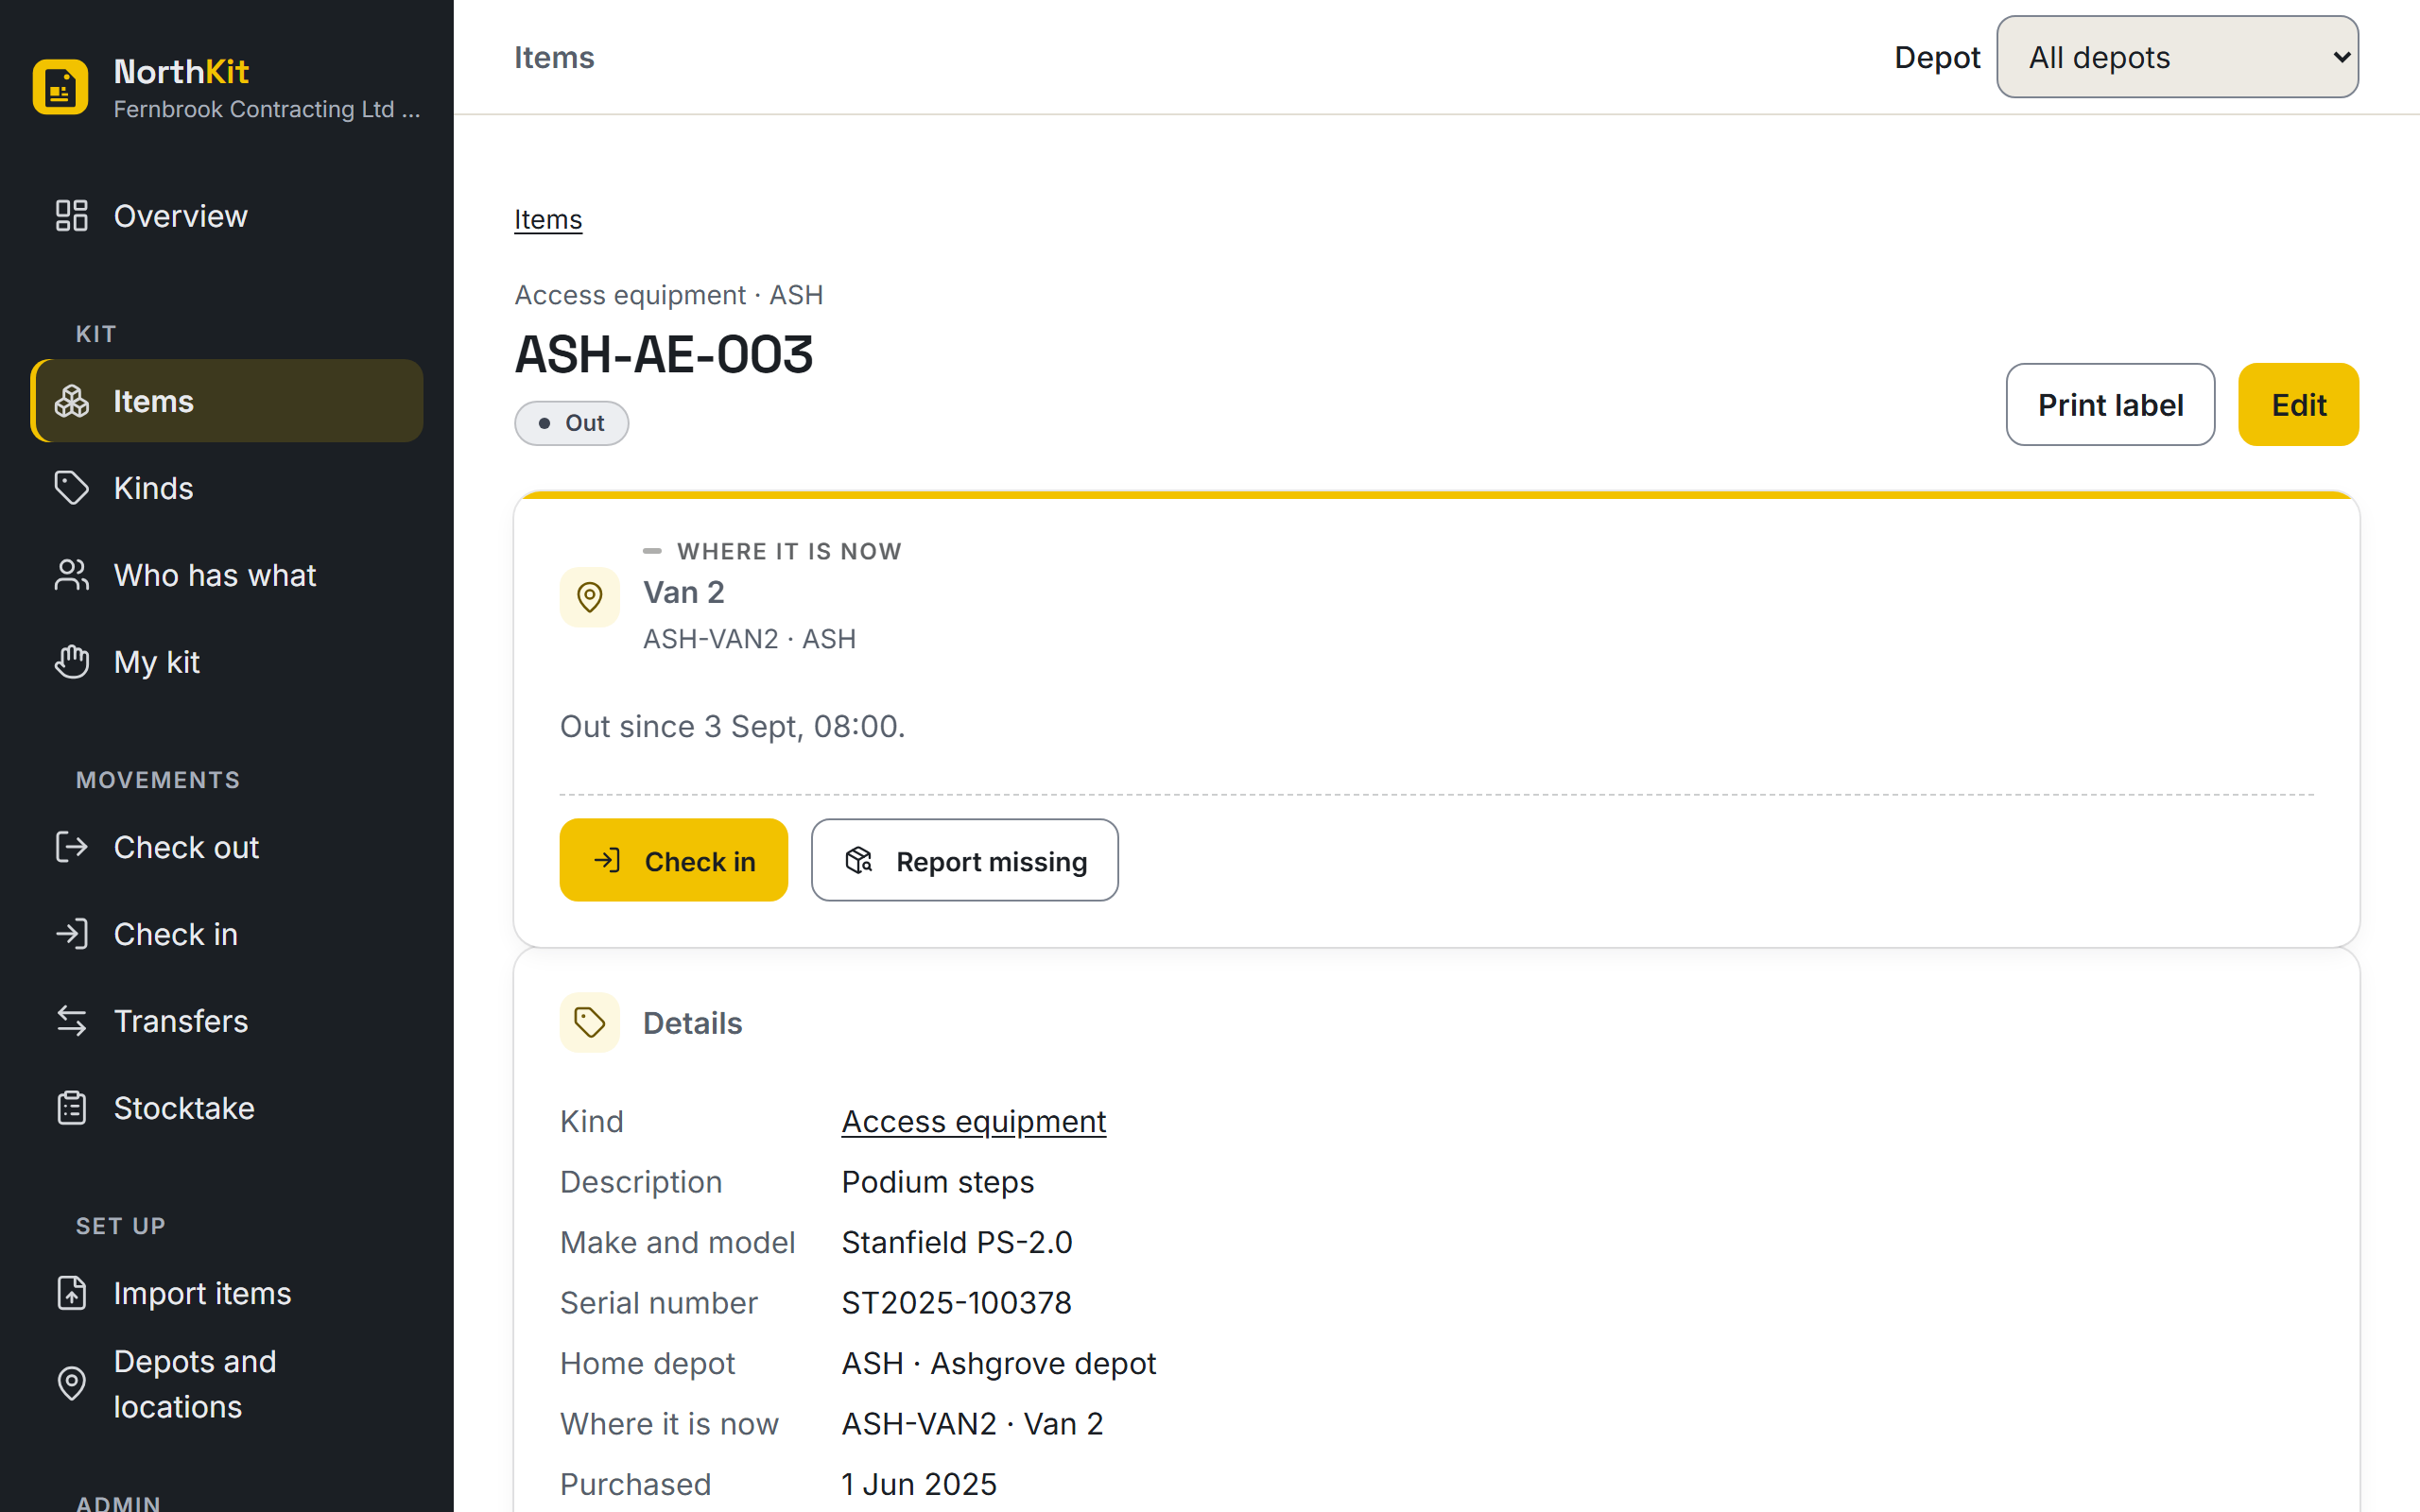 NorthKit
Fernbrook Contracting Ltd ...
Overview
KIT
Items
Kinds
Who has what
My kit
MOVEMENTS
Check out
Check in
Transfers
Stocktake
SET UP
Import items
Depots and
locations
ADMIN
Items
Depot
All depots
Items
Access equipment · ASH
ASH-AE-003
Out
Print label
Edit
WHERE IT IS NOW
Van 2
ASH-VAN2 · ASH
Out since 3 Sept, 08:00.
Check in
Report missing
Details
Kind Access equipment
Description Podium steps
Make and model Stanfield PS-2.0
Serial number ST2025-100378
Home depot ASH · Ashgrove depot
Where it is now ASH-VAN2 · Van 2
Purchased 1 Jun 2025